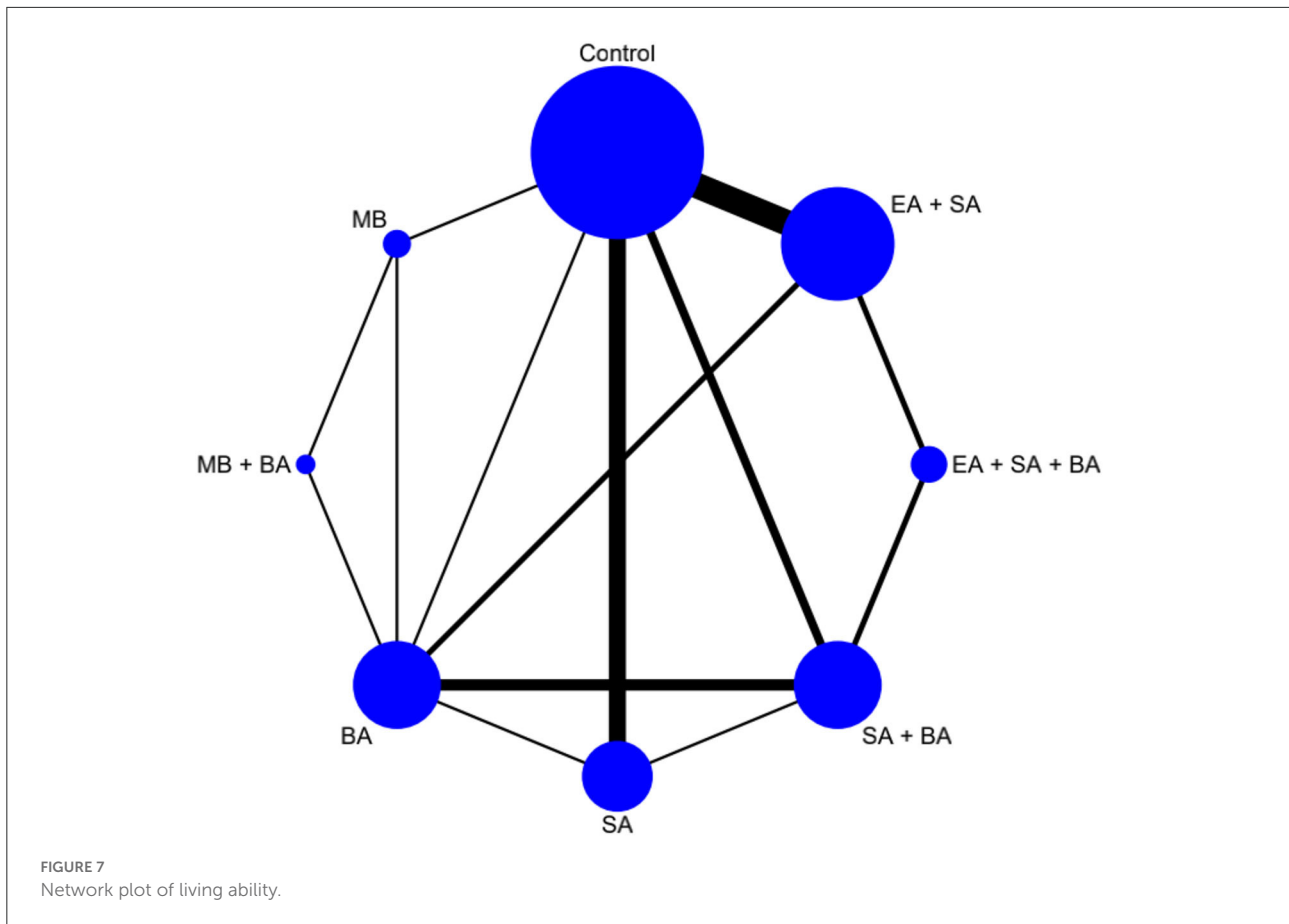 Control
EA + SA
MB
MB + BA
EA + SA + BA
BA
SA + BA
SA
FIGURE 7
Network plot of living ability.